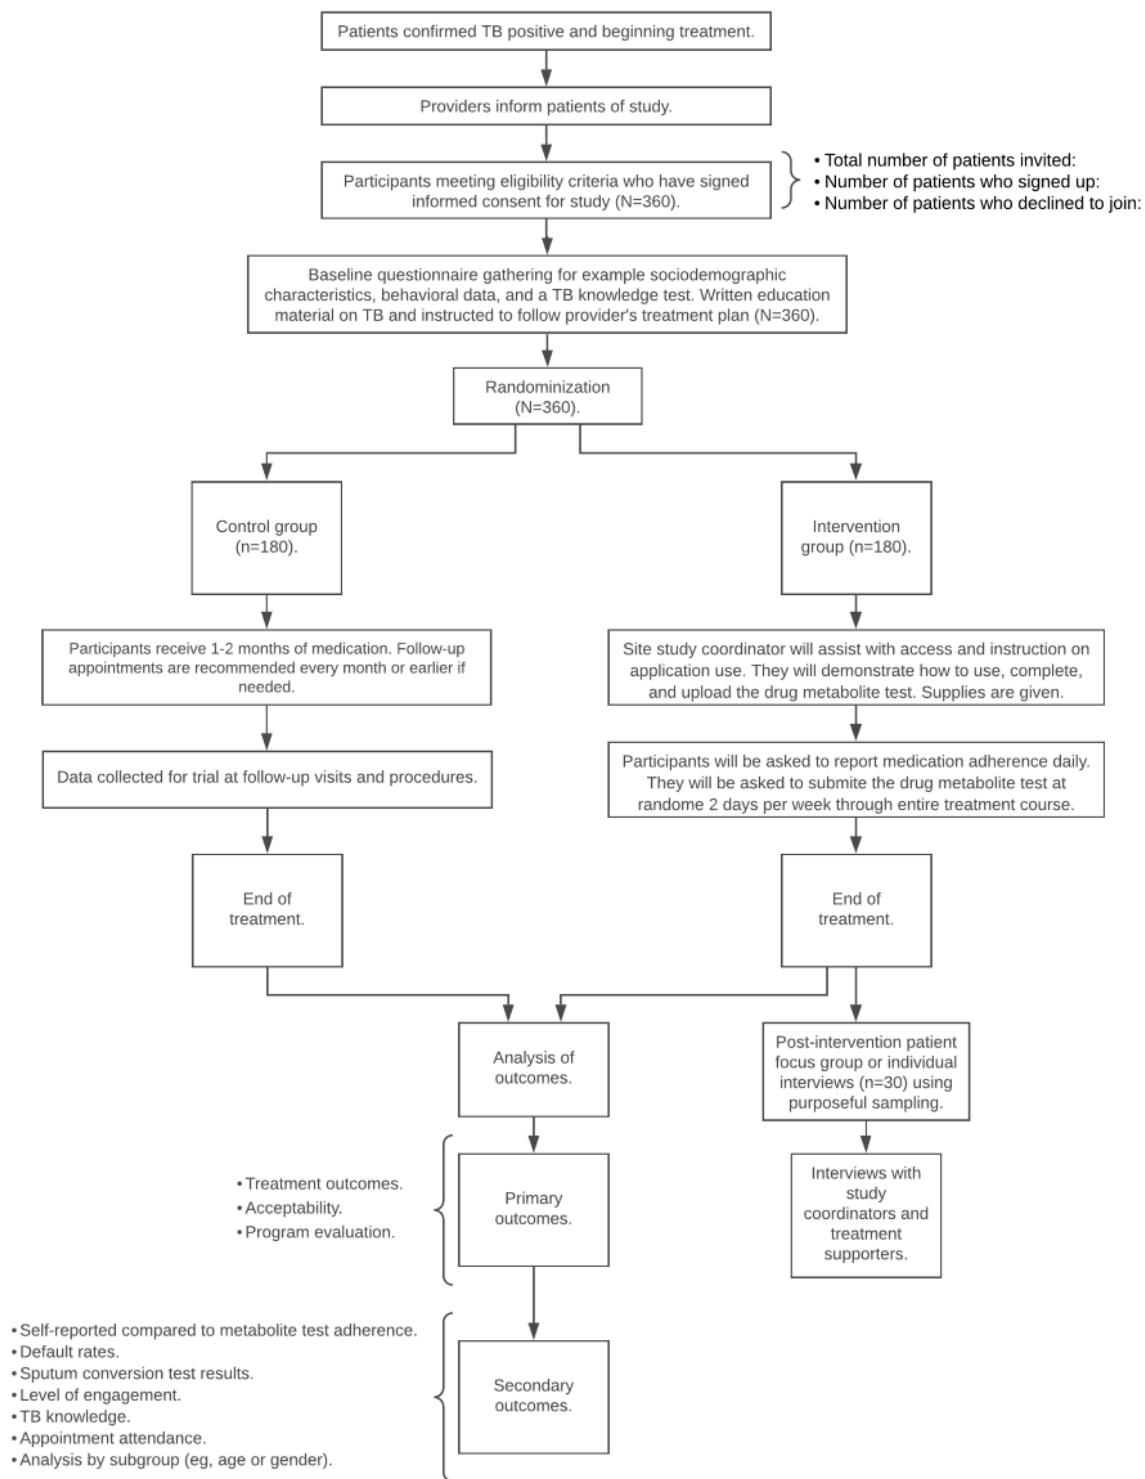 Patients confirmed TB positive and beginning treatment.
Providers inform patients of study.
Participants meeting eligibility criteria who have signed
informed consent for study (N=360).
• Total number of patients invited:
• Number of patients who signed up:
• Number of patients who declined to join:
Baseline questionnaire gathering for example sociodemographic
characteristics, behavioral data, and a TB knowledge test. Written education
material on TB and instructed to follow provider's treatment plan (N=360).
Randominization
(N=360).
Control group
(n=180).
Intervention
group (n=180).
Participants receive 1-2 months of medication. Follow-up
appointments are recommended every month or earlier if
needed.
Site study coordinator will assist with access and instruction on
application use. They will demonstrate how to use, complete,
and upload the drug metabolite test. Supplies are given.
Data collected for trial at follow-up visits and procedures.
Participants will be asked to report medication adherence daily.
They will be asked to submite the drug metabolite test at
randome 2 days per week through entire treatment course.
End of
treatment.
End of
treatment.
Analysis of
outcomes.
Post-intervention patient
focus group or individual
interviews (n=30) using
purposeful sampling.
• Treatment outcomes.
• Acceptability.
• Program evaluation.
Primary
outcomes.
Interviews with
study
coordinators and
treatment
supporters.
• Self-reported compared to metabolite test adherence.
• Default rates.
• Sputum conversion test results.
• Level of engagement.
• TB knowledge.
• Appointment attendance.
• Analysis by subgroup (eg, age or gender).
Secondary
outcomes.